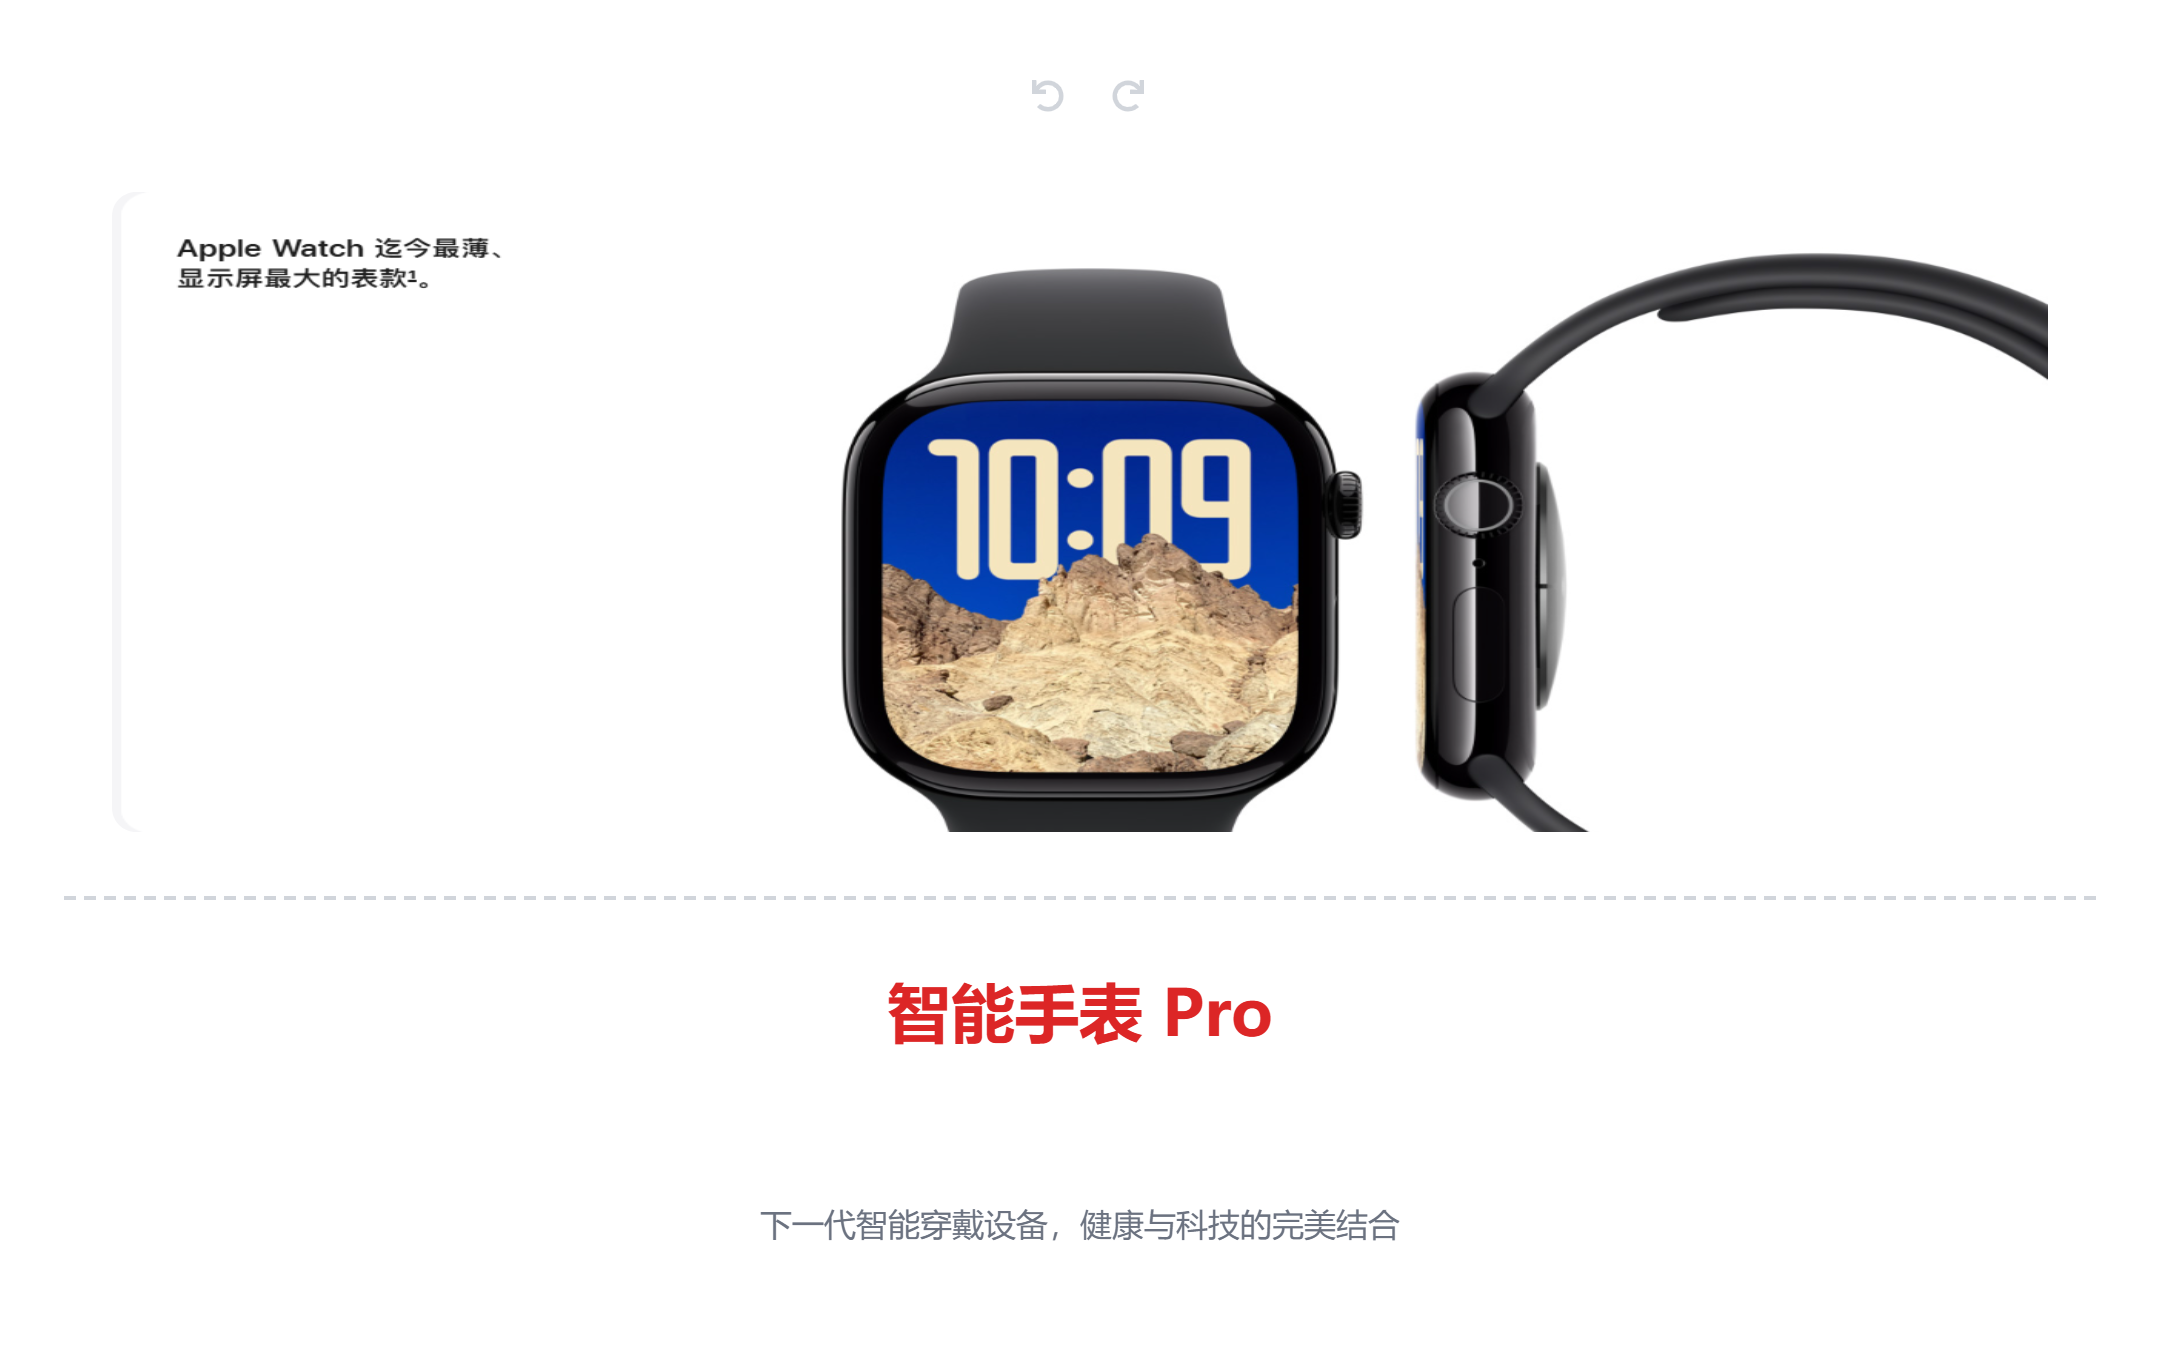 Apple Watch 迄今最薄、
显示屏最大的表款¹。
10:09
智能手表 Pro
下一代智能穿戴设备，健康与科技的完美结合